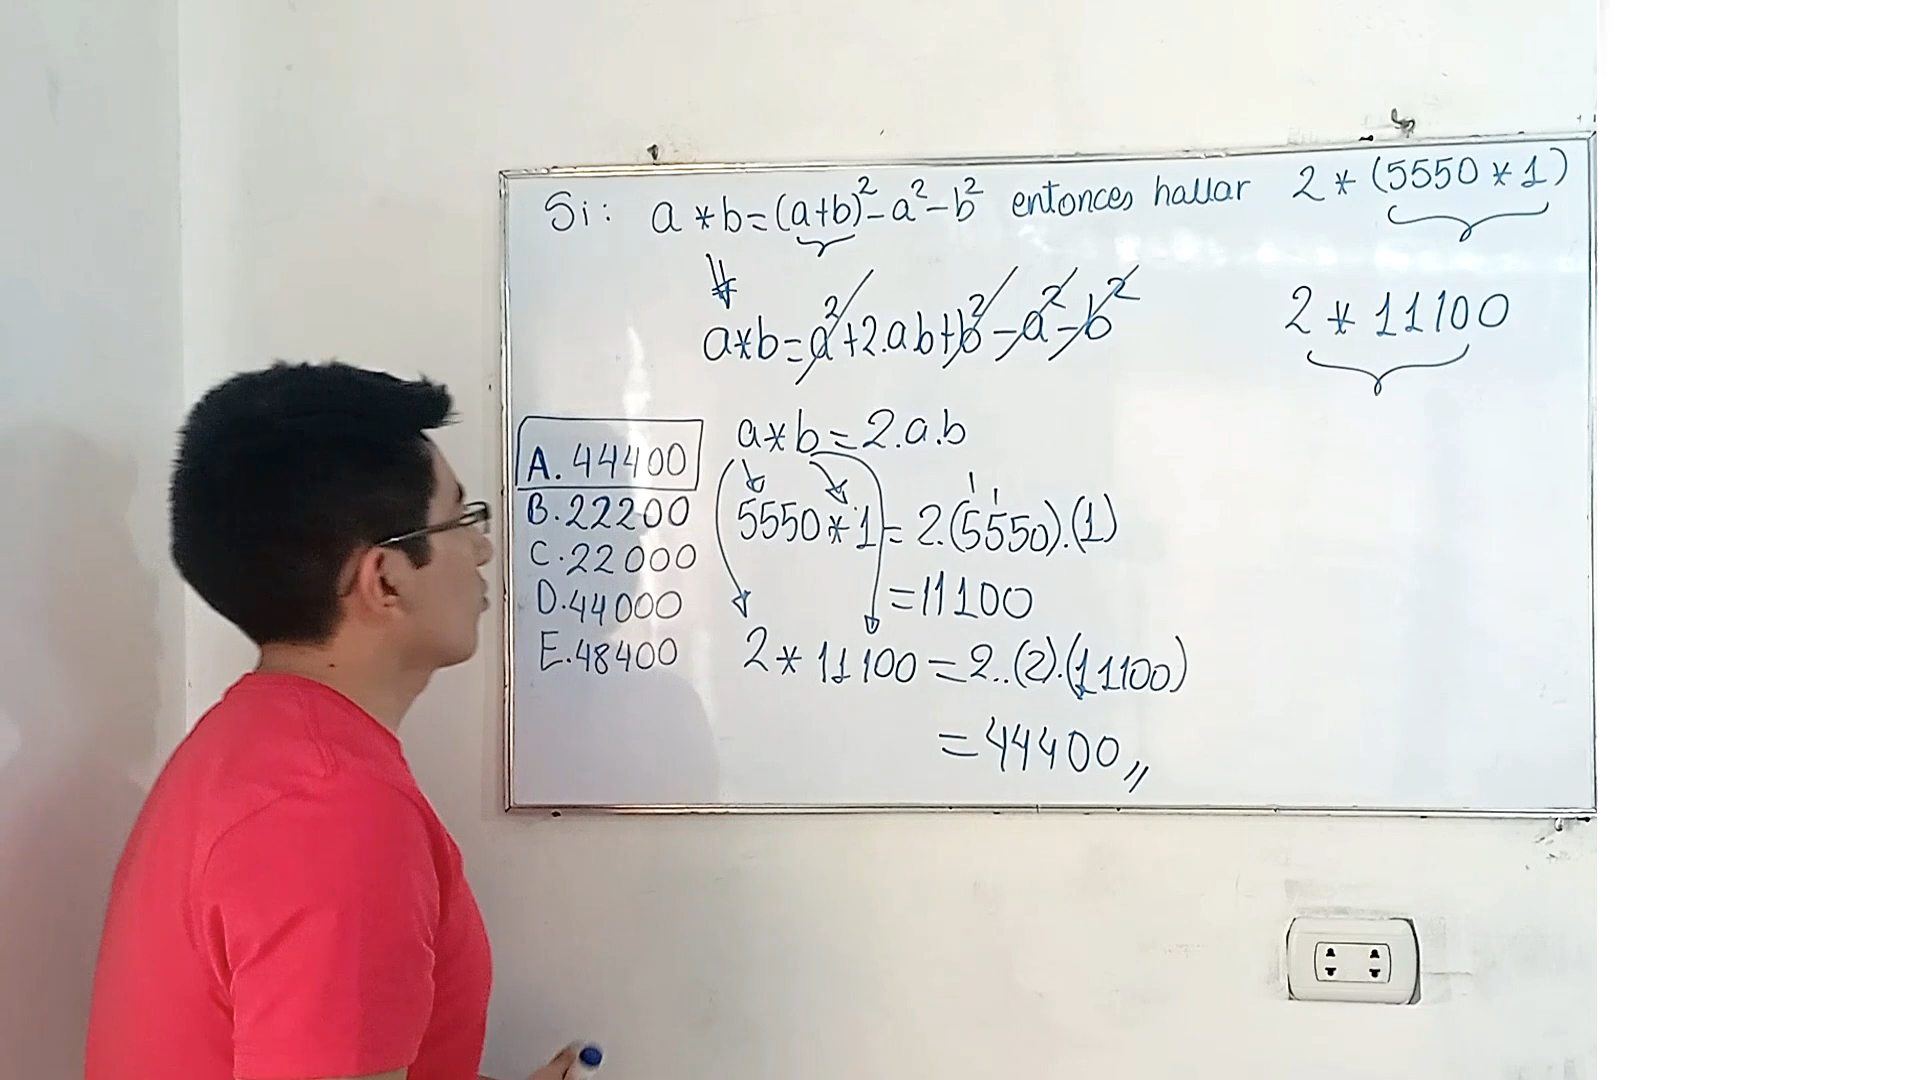 Si: a * b = (a+b)² - a² - b² entonces hallar 2 * (5550 * 1)
a*b = a² + 2.ab + b² - a² - b²
2 * 11100
a*b = 2.a.b
A. 44400
B. 22200
C. 22000
D. 44000
E. 48400
5550 * 1 = 2.(5550).(1)
= 11100
2 * 11100 = 2..(2).(11100)
= 44400,,